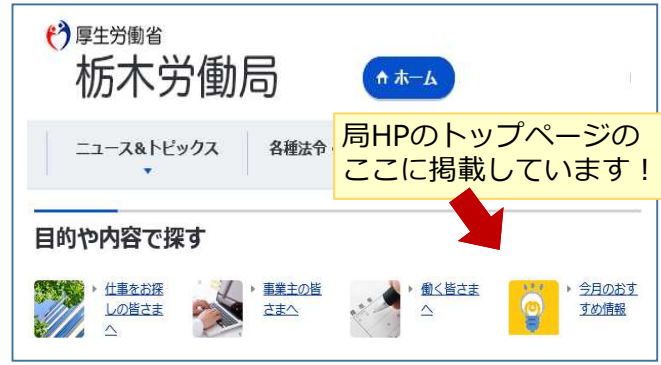 厚生労働省
栃木労働局
ホーム
ニュース&トピックス
各種法令・
局HPのトップページの
ここに掲載しています！
目的や内容で探す
仕事をお探
しの皆さま
へ
事業主の皆
さまへ
働く皆さま
へ
今月のおす
すめ情報